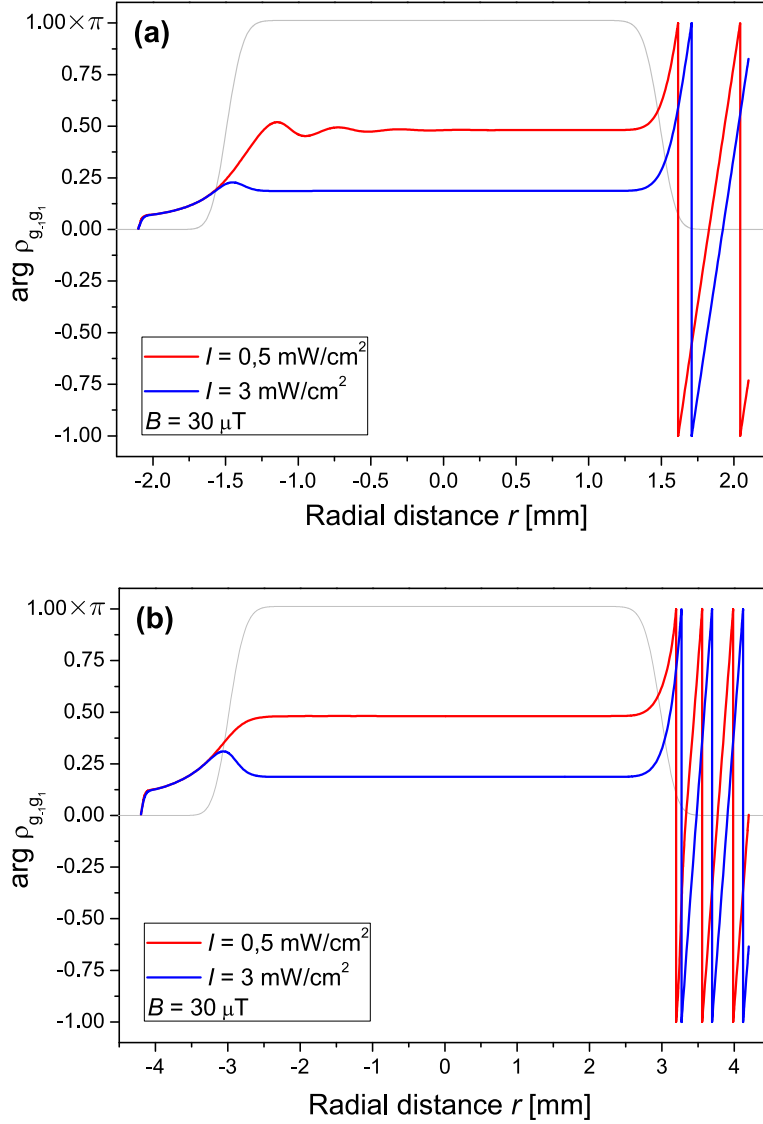 (a)
1.00×π
0.75
0.50
0.25
0.00
-0.25
-0.50
-0.75
-1.00
arg ρg₋₁g₁
I = 0,5 mW/cm²
I = 3 mW/cm²
B = 30 μT
-2.0 -1.5 -1.0 -0.5 0.0 0.5 1.0 1.5 2.0
Radial distance r [mm]
(b)
1.00×π
0.75
0.50
0.25
0.00
-0.25
-0.50
-0.75
-1.00
arg ρg₋₁g₁
I = 0,5 mW/cm²
I = 3 mW/cm²
B = 30 μT
-4 -3 -2 -1 0 1 2 3 4
Radial distance r [mm]